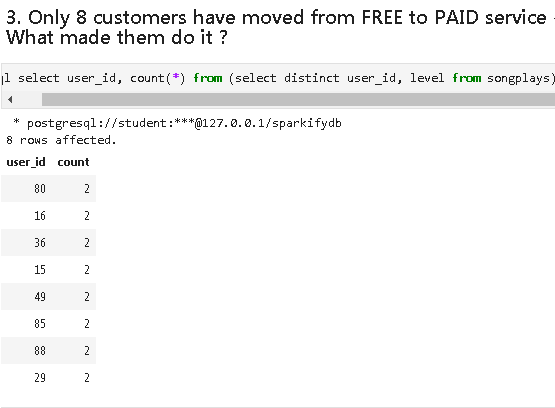 3. Only 8 customers have moved from FREE to PAID service -
What made them do it ?
select user_id, count(*) from (select distinct user_id, level from songplays)
* postgresql://student:***@127.0.0.1/sparkifydb
8 rows affected.
user_id count
80 2
16 2
36 2
15 2
49 2
85 2
88 2
29 2